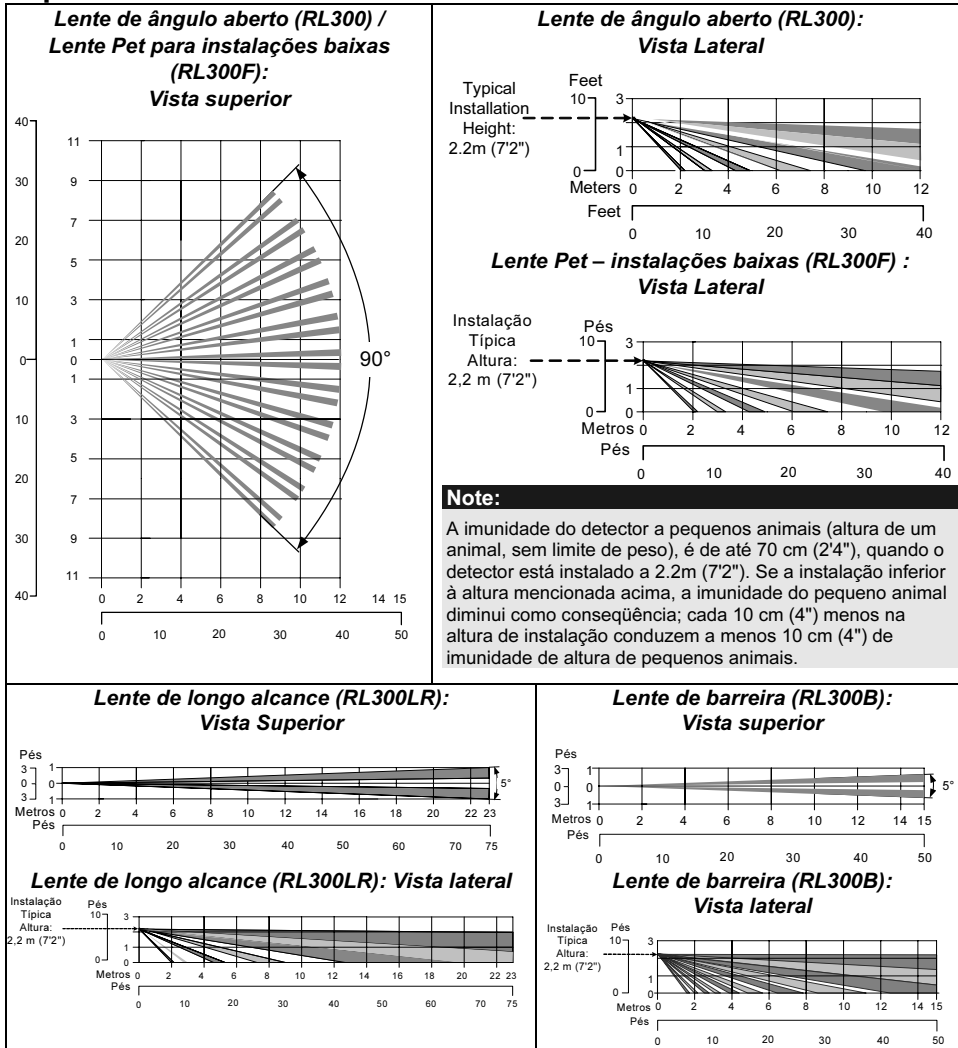 Lente de ângulo aberto (RL300) /
Lente Pet para instalações baixas
(RL300F):
Vista superior
40
30
20
10
0
10
20
30
40
11
9
7
5
3
1
0
1
3
5
7
9
11
90°
0 2 4 6 8 10 12 14 15
0 10 20 30 40 50
Lente de ângulo aberto (RL300):
Vista Lateral
Typical
Installation
Height:
2.2m (7'2")
Feet
10
0
3
1
0
Meters 0 2 4 6 8 10 12
Feet
0 10 20 30 40
Lente Pet – instalações baixas (RL300F) :
Vista Lateral
Instalação
Típica
Altura:
2,2 m (7'2")
Pés
10
0
3
1
0
Metros 0 2 4 6 8 10 12
Pés
0 10 20 30 40
Note:
A imunidade do detector a pequenos animais (altura de um
animal, sem limite de peso), é de até 70 cm (2'4"), quando o
detector está instalado a 2.2m (7'2"). Se a instalação inferior
à altura mencionada acima, a imunidade do pequeno animal
diminui como conseqüência; cada 10 cm (4") menos na
altura de instalação conduzem a menos 10 cm (4") de
imunidade de altura de pequenos animais.
Lente de longo alcance (RL300LR):
Vista Superior
Pés
3
0
3
1
0
1
5°
Metros 0 2 4 6 8 10 12 14 16 18 20 22 23
Pés
0 10 20 30 40 50 60 70 75
Lente de longo alcance (RL300LR): Vista lateral
Instalação
Típica
Altura:
2,2 m (7'2")
Pés
10
0
3
1
0
Metros 0 2 4 6 8 10 12 14 16 18 20 22 23
Pés
0 10 20 30 40 50 60 70 75
Lente de barreira (RL300B):
Vista superior
Pés
3
0
3
1
0
1
5°
Metros 0 2 4 6 8 10 12 14 15
Pés
0 10 20 30 40 50
Lente de barreira (RL300B):
Vista lateral
Instalação
Típica
Altura:
2,2 m (7'2")
Pés
10
0
3
1
0
Metros 0 2 4 6 8 10 12 14 15
Pés
0 10 20 30 40 50